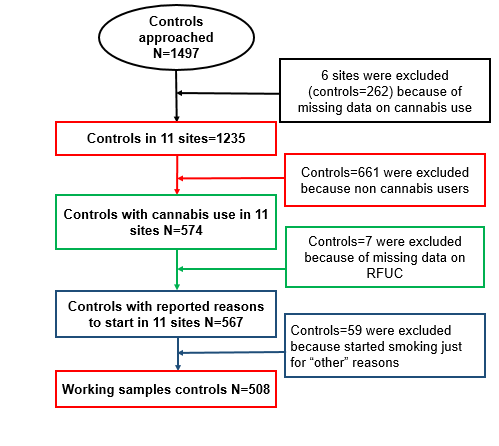 Controls
approached
N=1497
6 sites were excluded
(controls=262) because of
missing data on cannabis use
Controls in 11 sites=1235
Controls=661 were excluded
because non cannabis users
Controls with cannabis use in 11
sites N=574
Controls=7 were excluded
because of missing data on
RFUC
Controls with reported reasons
to start in 11 sites N=567
Controls=59 were excluded
because started smoking just
for “other” reasons
Working samples controls N=508